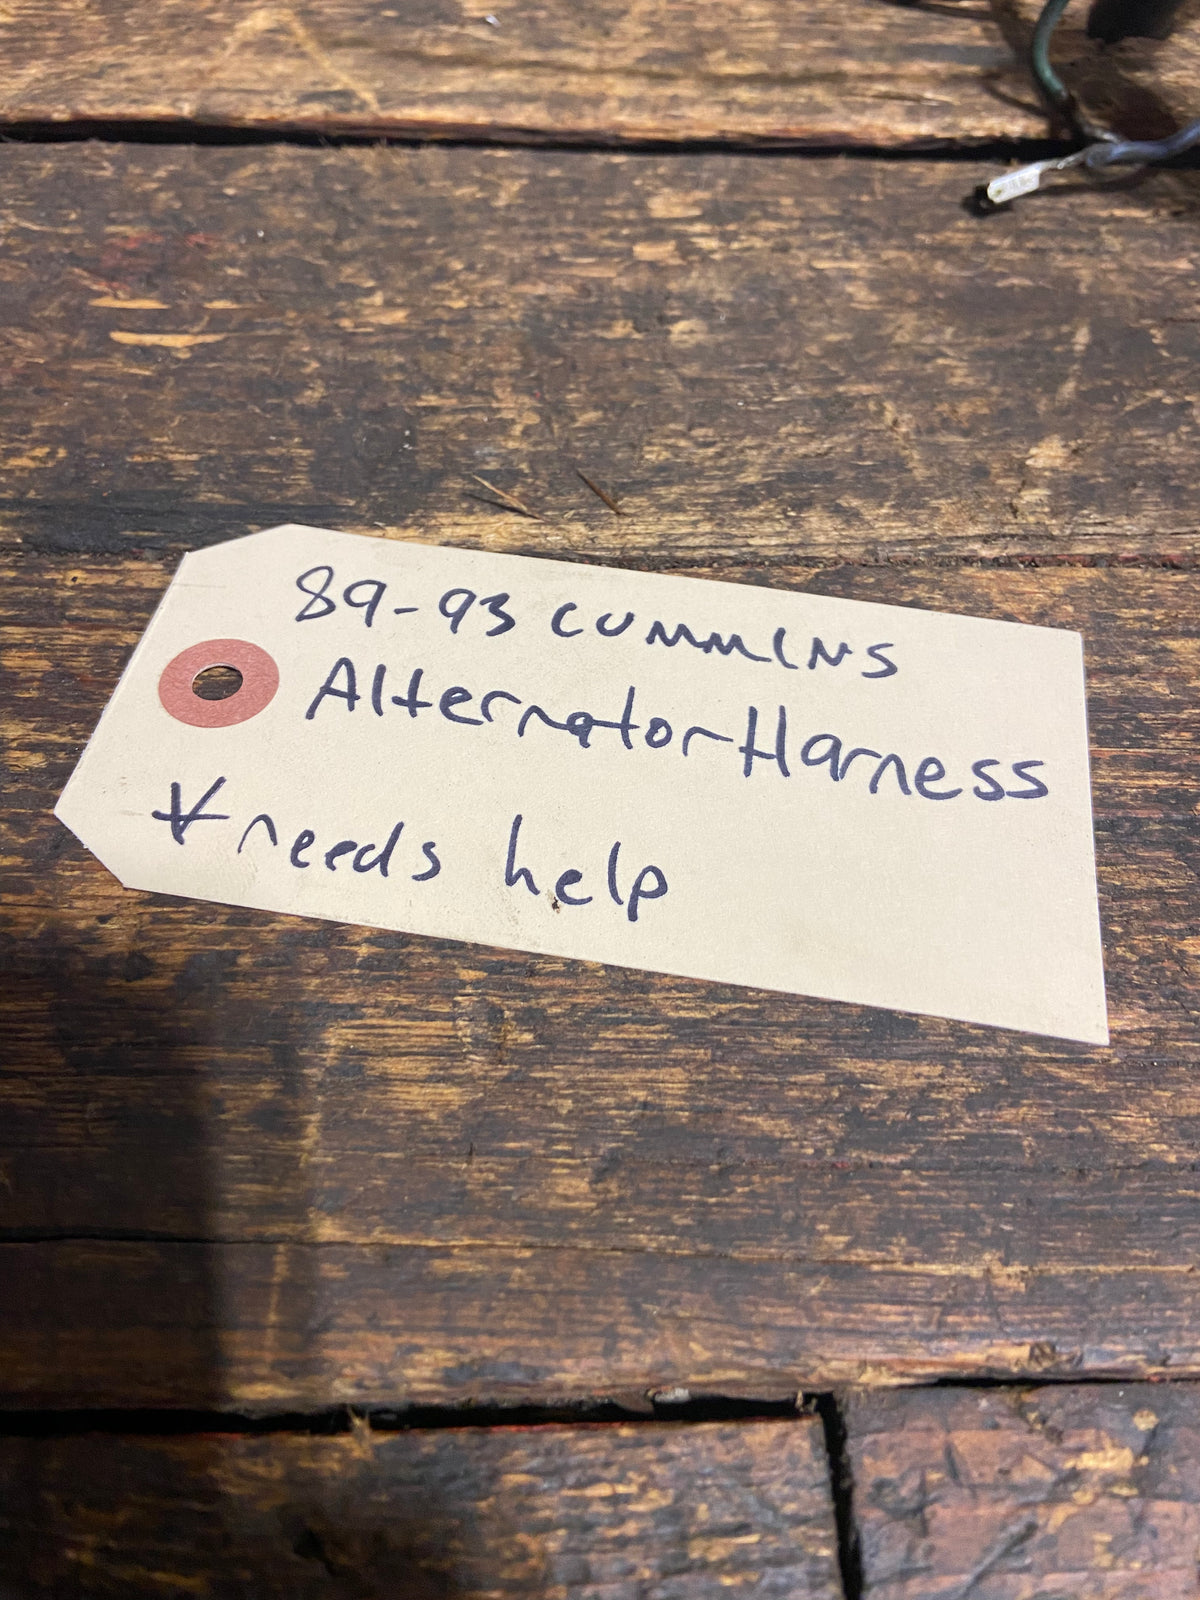 89-93 CUMMINS
Alternator Harness
* needs help